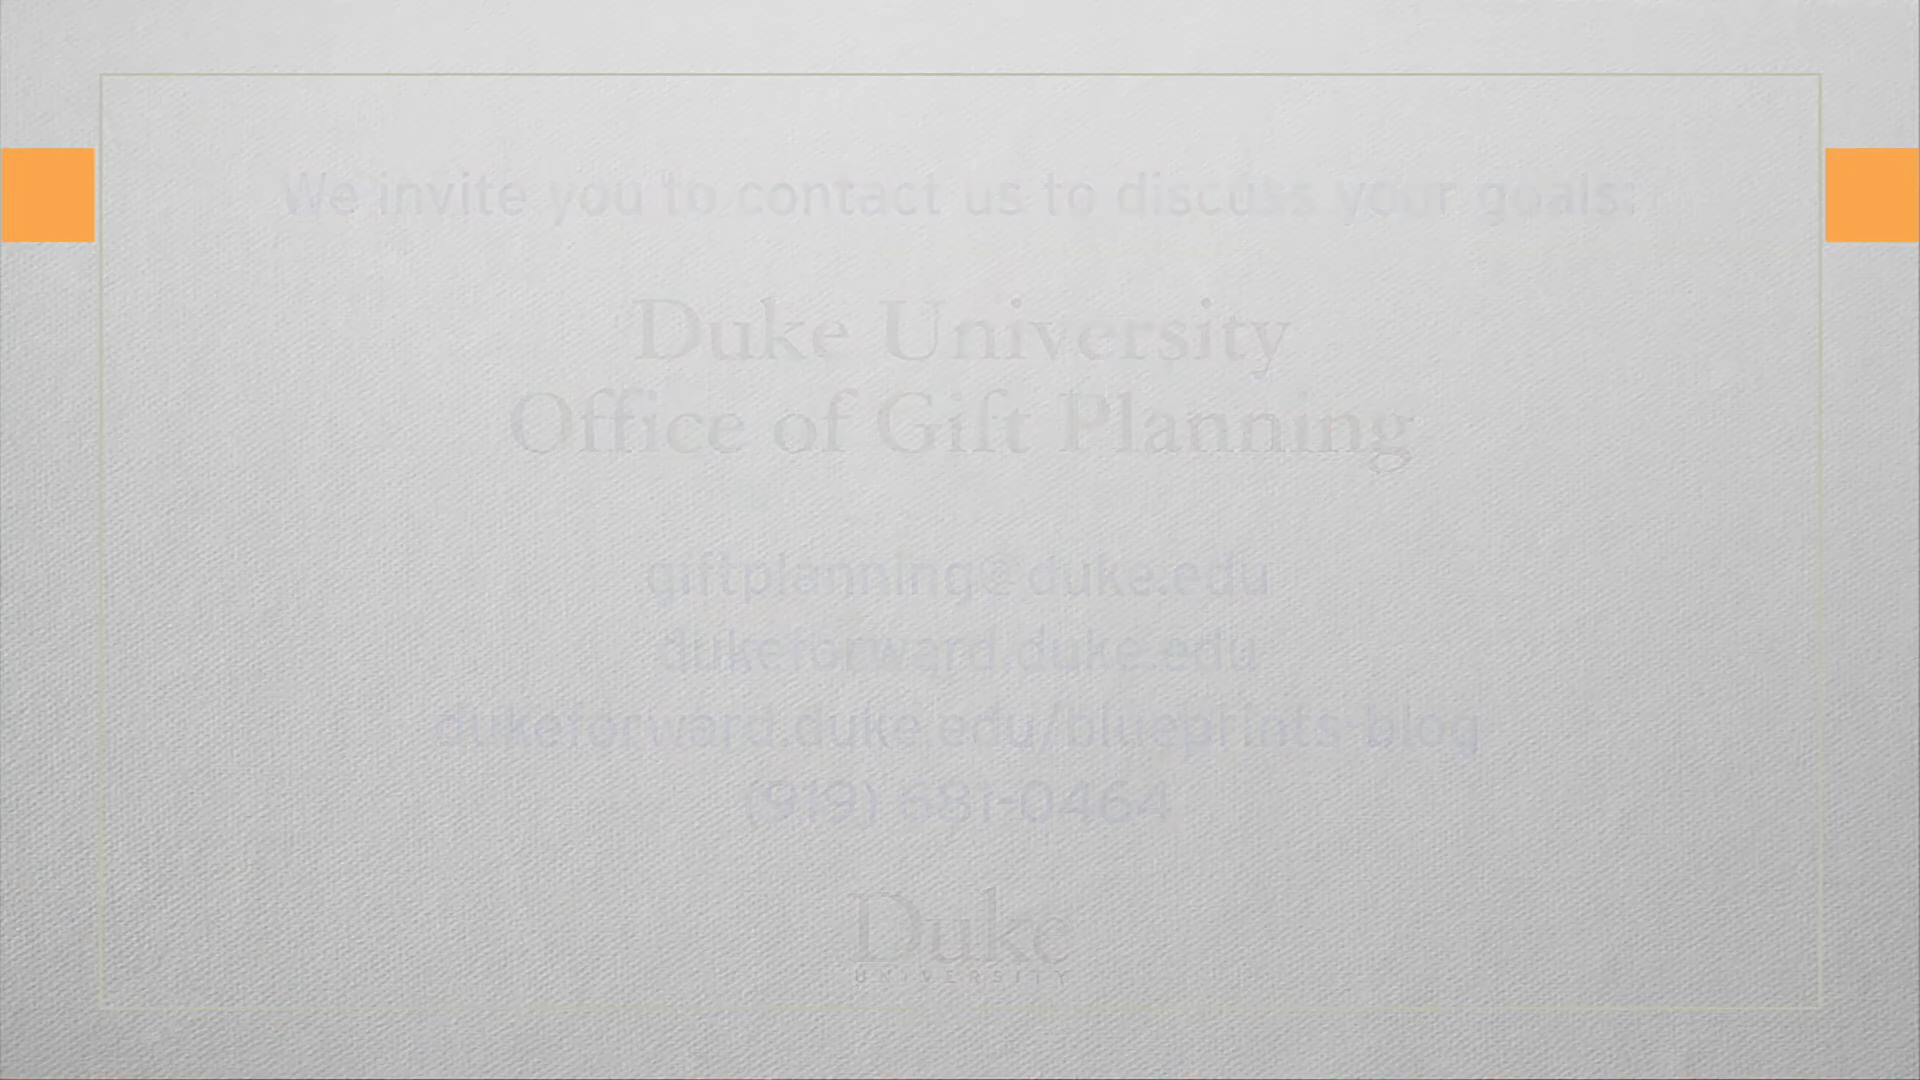 We invite you to contact us to discuss your goals:
Duke University
Office of Gift Planning
giftplanning@duke.edu
dukeforward.duke.edu
dukeforward.duke.edu/blueprints-blog
(919) 681-0464
Duke
UNIVERSITY